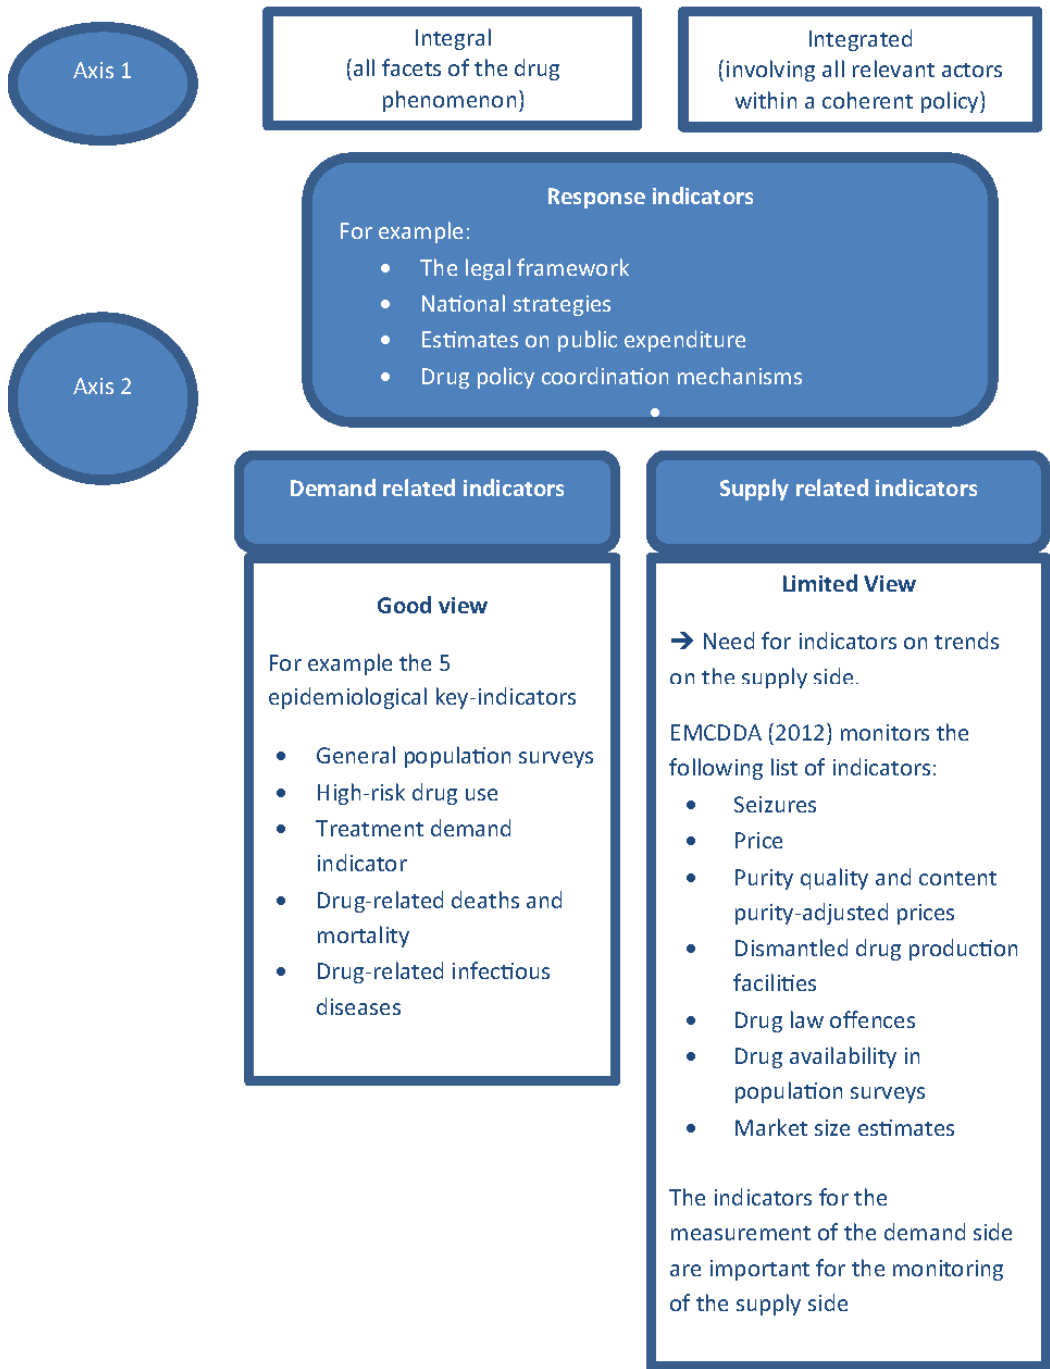 Axis 1
Integral
(all facets of the drug
phenomenon)
Integrated
(involving all relevant actors
within a coherent policy)
Response indicators
For example:
• The legal framework
• National strategies
• Estimates on public expenditure
• Drug policy coordination mechanisms
•
Axis 2
Demand related indicators
Good view
For example the 5
epidemiological key-indicators
• General population surveys
• High-risk drug use
• Treatment demand
indicator
• Drug-related deaths and
mortality
• Drug-related infectious
diseases
Supply related indicators
Limited View
➔ Need for indicators on trends
on the supply side.
EMCDDA (2012) monitors the
following list of indicators:
• Seizures
• Price
• Purity quality and content
purity-adjusted prices
• Dismantled drug production
facilities
• Drug law offences
• Drug availability in
population surveys
• Market size estimates
The indicators for the
measurement of the demand side
are important for the monitoring
of the supply side